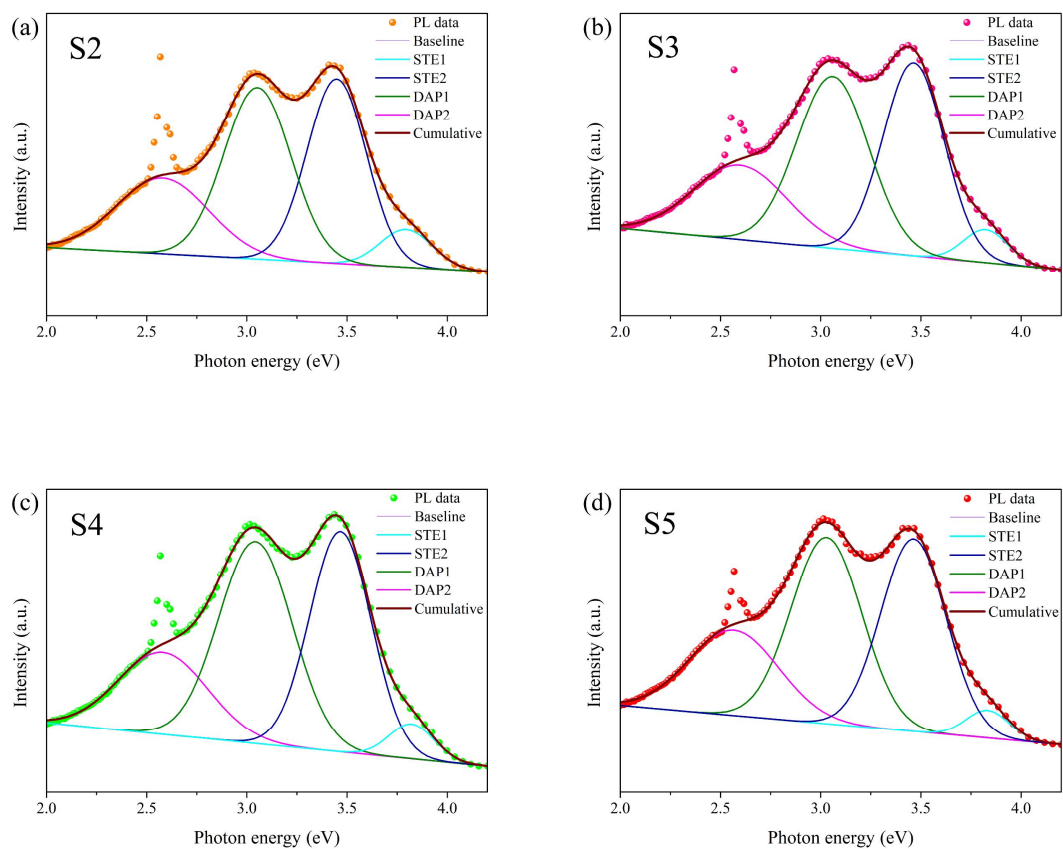 (a)
S2
PL data
Baseline
STE1
STE2
DAP1
DAP2
Cumulative
Intensity (a.u.)
2.0 2.5 3.0 3.5 4.0
Photon energy (eV)
(b)
S3
PL data
Baseline
STE1
STE2
DAP1
DAP2
Cumulative
Intensity (a.u.)
2.0 2.5 3.0 3.5 4.0
Photon energy (eV)
(c)
S4
PL data
Baseline
STE1
STE2
DAP1
DAP2
Cumulative
Intensity (a.u.)
2.0 2.5 3.0 3.5 4.0
Photon energy (eV)
(d)
S5
PL data
Baseline
STE1
STE2
DAP1
DAP2
Cumulative
Intensity (a.u.)
2.0 2.5 3.0 3.5 4.0
Photon energy (eV)